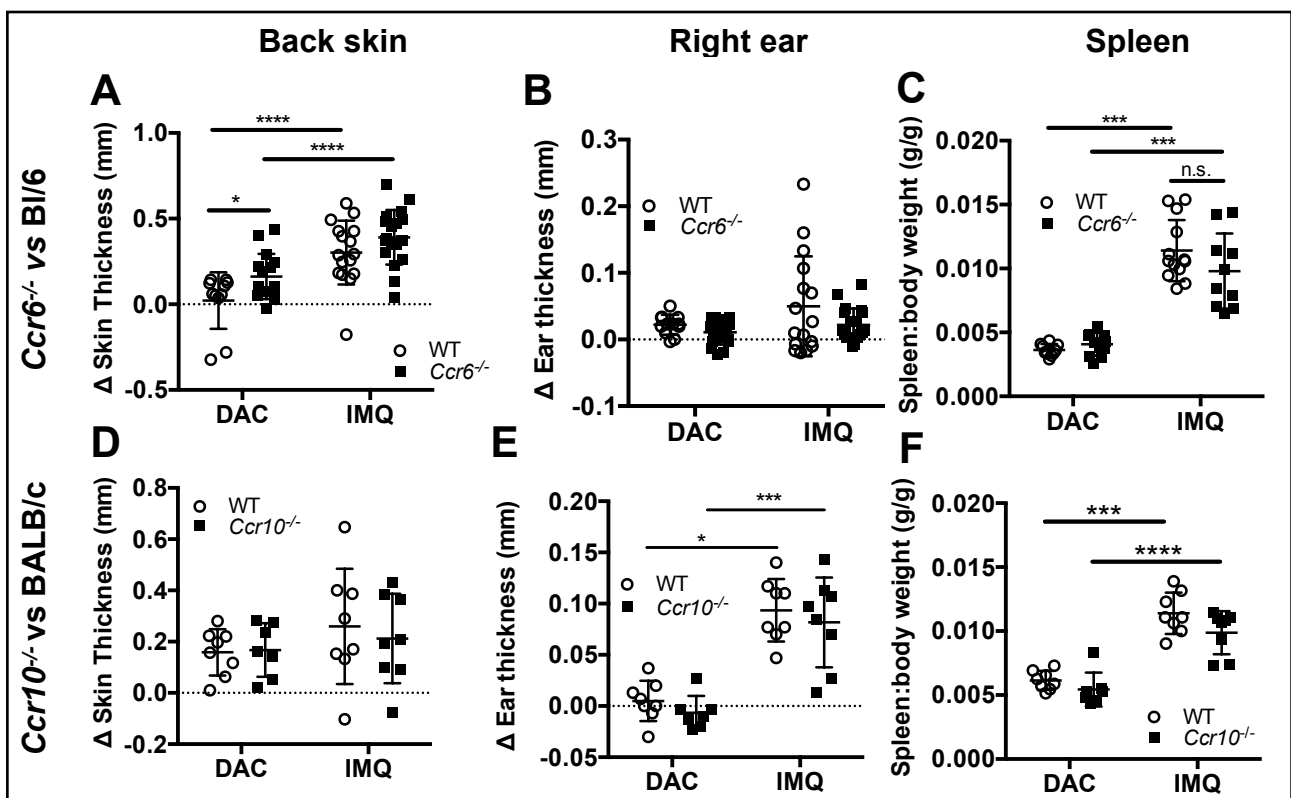 Back skin
Right ear
Spleen
Ccr6-/- vs Bl/6
A
Δ Skin Thickness (mm)
1.0
0.5
0.0
-0.5
****
****
*
WT
Ccr6-/-
DAC
IMQ
B
Δ Ear thickness (mm)
0.3
0.2
0.1
0.0
-0.1
WT
Ccr6-/-
DAC
IMQ
C
Spleen:body weight (g/g)
0.020
0.015
0.010
0.005
0.000
***
***
n.s.
WT
Ccr6-/-
DAC
IMQ
Ccr10-/- vs BALB/c
D
Δ Skin Thickness (mm)
0.8
0.6
0.4
0.2
0.0
-0.2
WT
Ccr10-/-
DAC
IMQ
E
Δ Ear thickness (mm)
0.20
0.15
0.10
0.05
0.00
-0.05
***
*
WT
Ccr10-/-
DAC
IMQ
F
Spleen:body weight (g/g)
0.020
0.015
0.010
0.005
0.000
***
****
WT
Ccr10-/-
DAC
IMQ